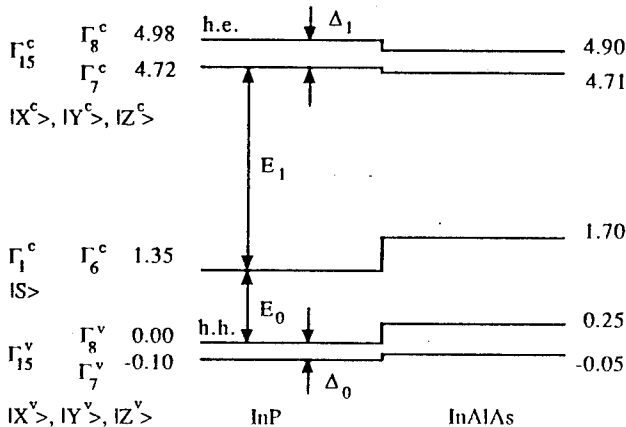 Γ₈ᶜ 4.98 h.e. Δ₁ 4.90
Γ₁₅ᶜ
Γ₇ᶜ 4.72 4.71
|Xᶜ>, |Yᶜ>, |Zᶜ>
E₁
1.70
Γ₁ᶜ Γ₆ᶜ 1.35
|S>
E₀
0.25
Γ₈ᵛ 0.00 h.h.
Γ₁₅ᵛ
Γ₇ᵛ -0.10 Δ₀ -0.05
|Xᵛ>, |Yᵛ>, |Zᵛ> InP InAlAs